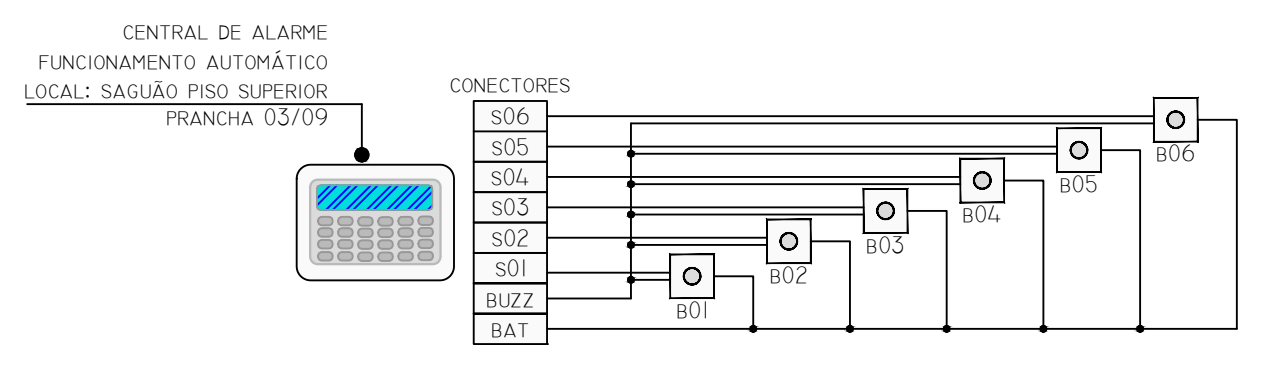 CENTRAL DE ALARME
FUNCIONAMENTO AUTOMÁTICO
LOCAL: SAGUÃO PISO SUPERIOR
PRANCHA 03/09
CONECTORES
S06
S05
S04
S03
S02
S01
BUZZ
BAT
B06
B05
B04
B03
B02
B01